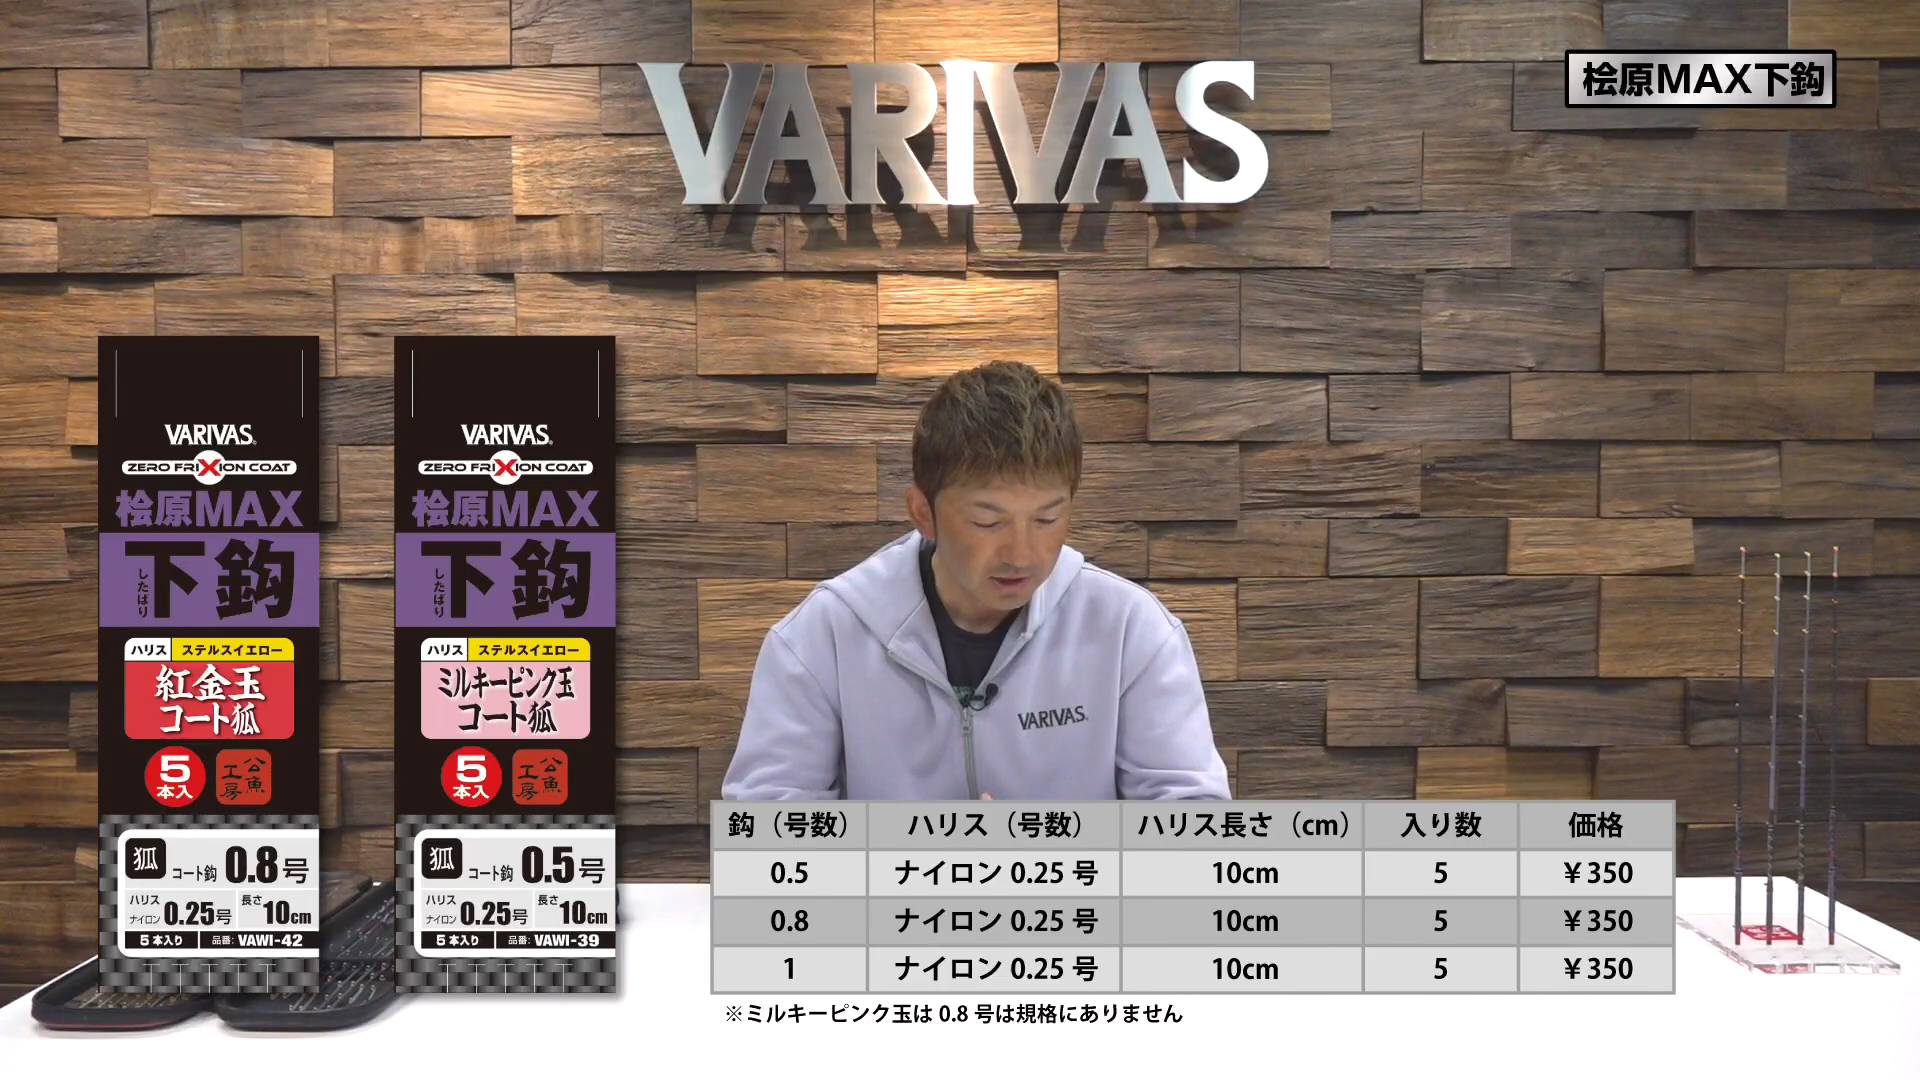 VARIVAS
桧原MAX下鈎
VARIVAS
ZERO FRIXION COAT
桧原MAX
下鈎
したばり
ハリス ステルスイエロー
紅金玉
コート狐
5
本入
公魚
工房
狐 コート鈎 0.8号
ハリス ナイロン 0.25号 長さ 10cm
5本入り 品番: VAWI-42
VARIVAS
ZERO FRIXION COAT
桧原MAX
下鈎
したばり
ハリス ステルスイエロー
ミルキーピンク玉
コート狐
5
本入
公魚
工房
狐 コート鈎 0.5号
ハリス ナイロン 0.25号 長さ 10cm
5本入り 品番: VAWI-39
VARIVAS
鈎（号数） ハリス（号数） ハリス長さ（cm） 入り数 価格
0.5 ナイロン 0.25 号 10cm 5 ￥350
0.8 ナイロン 0.25 号 10cm 5 ￥350
1 ナイロン 0.25 号 10cm 5 ￥350
※ミルキーピンク玉は 0.8 号は規格にありません